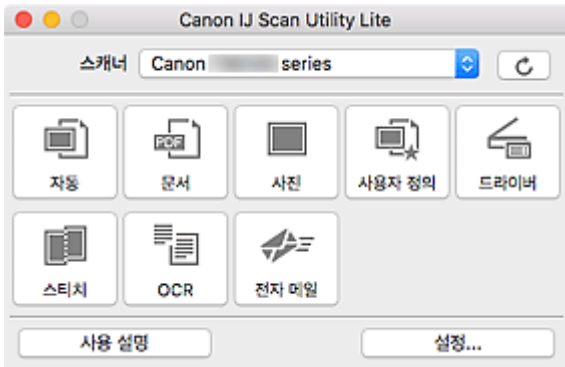 Canon IJ Scan Utility Lite
스캐너 Canon series
자동 PDF 문서 사진 사용자 정의 드라이버
스티치 OCR 전자 메일
사용 설명 설정...